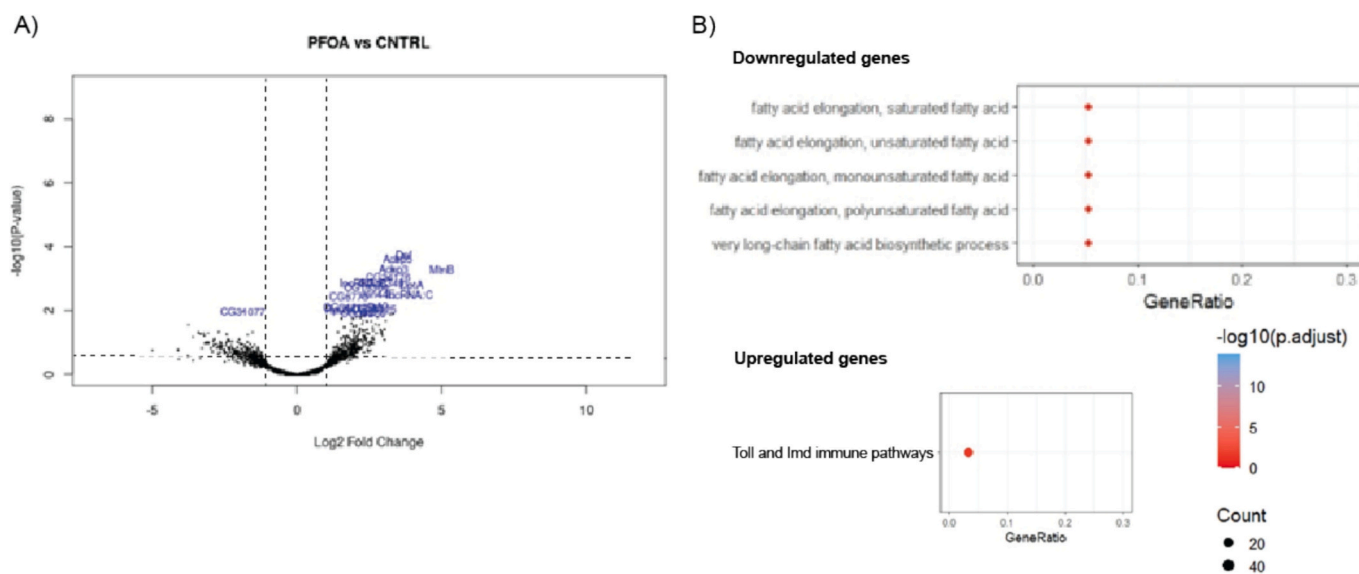 A)
PFOA vs CNTRL
-log10(P-value)
8
6
4
2
0
MtnB
CG31077
-5
0
5
10
Log2 Fold Change
B)
Downregulated genes
fatty acid elongation, saturated fatty acid
fatty acid elongation, unsaturated fatty acid
fatty acid elongation, monounsaturated fatty acid
fatty acid elongation, polyunsaturated fatty acid
very long-chain fatty acid biosynthetic process
0.0 0.1 0.2 0.3
GeneRatio
Upregulated genes
Toll and Imd immune pathways
0.0 0.1 0.2 0.3
GeneRatio
-log10(p.adjust)
10
5
0
Count
20
40